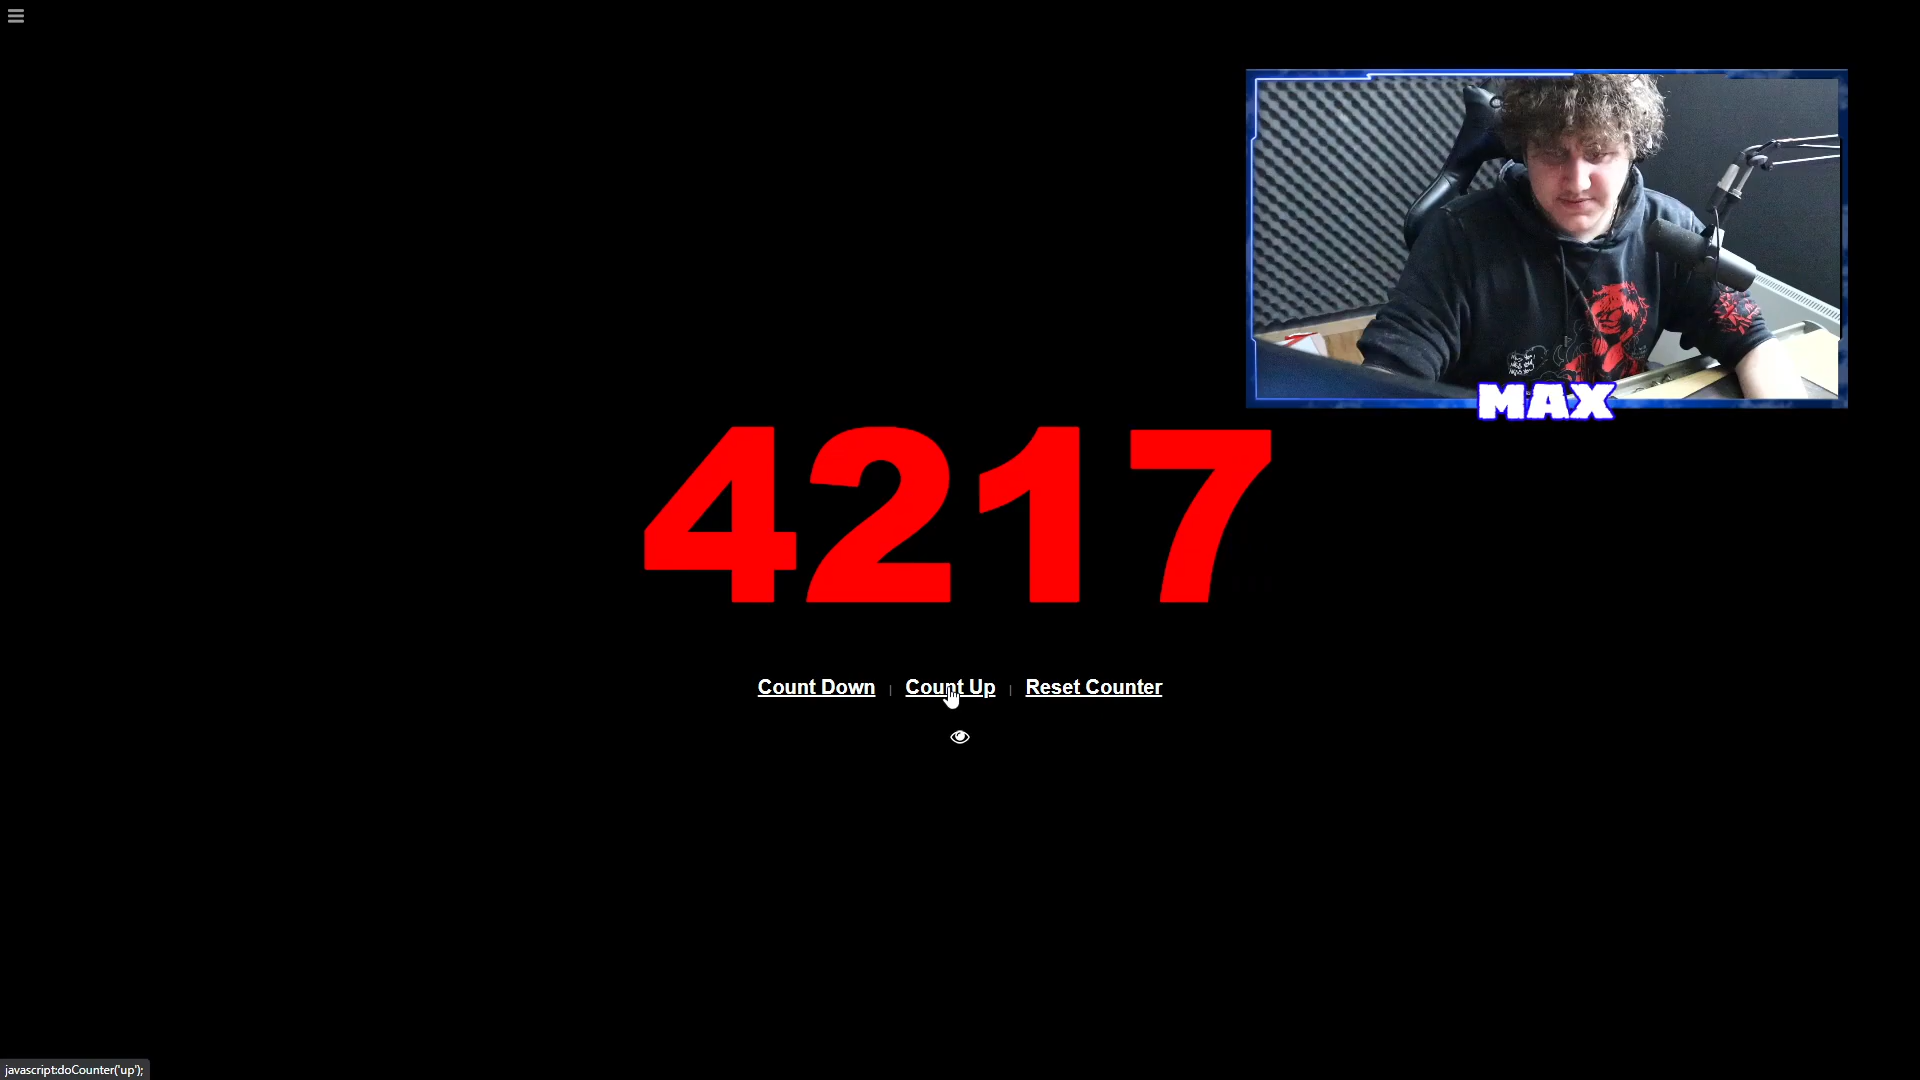 MAX
4217
Count Down | Count Up | Reset Counter
javascript:doCounter('up');